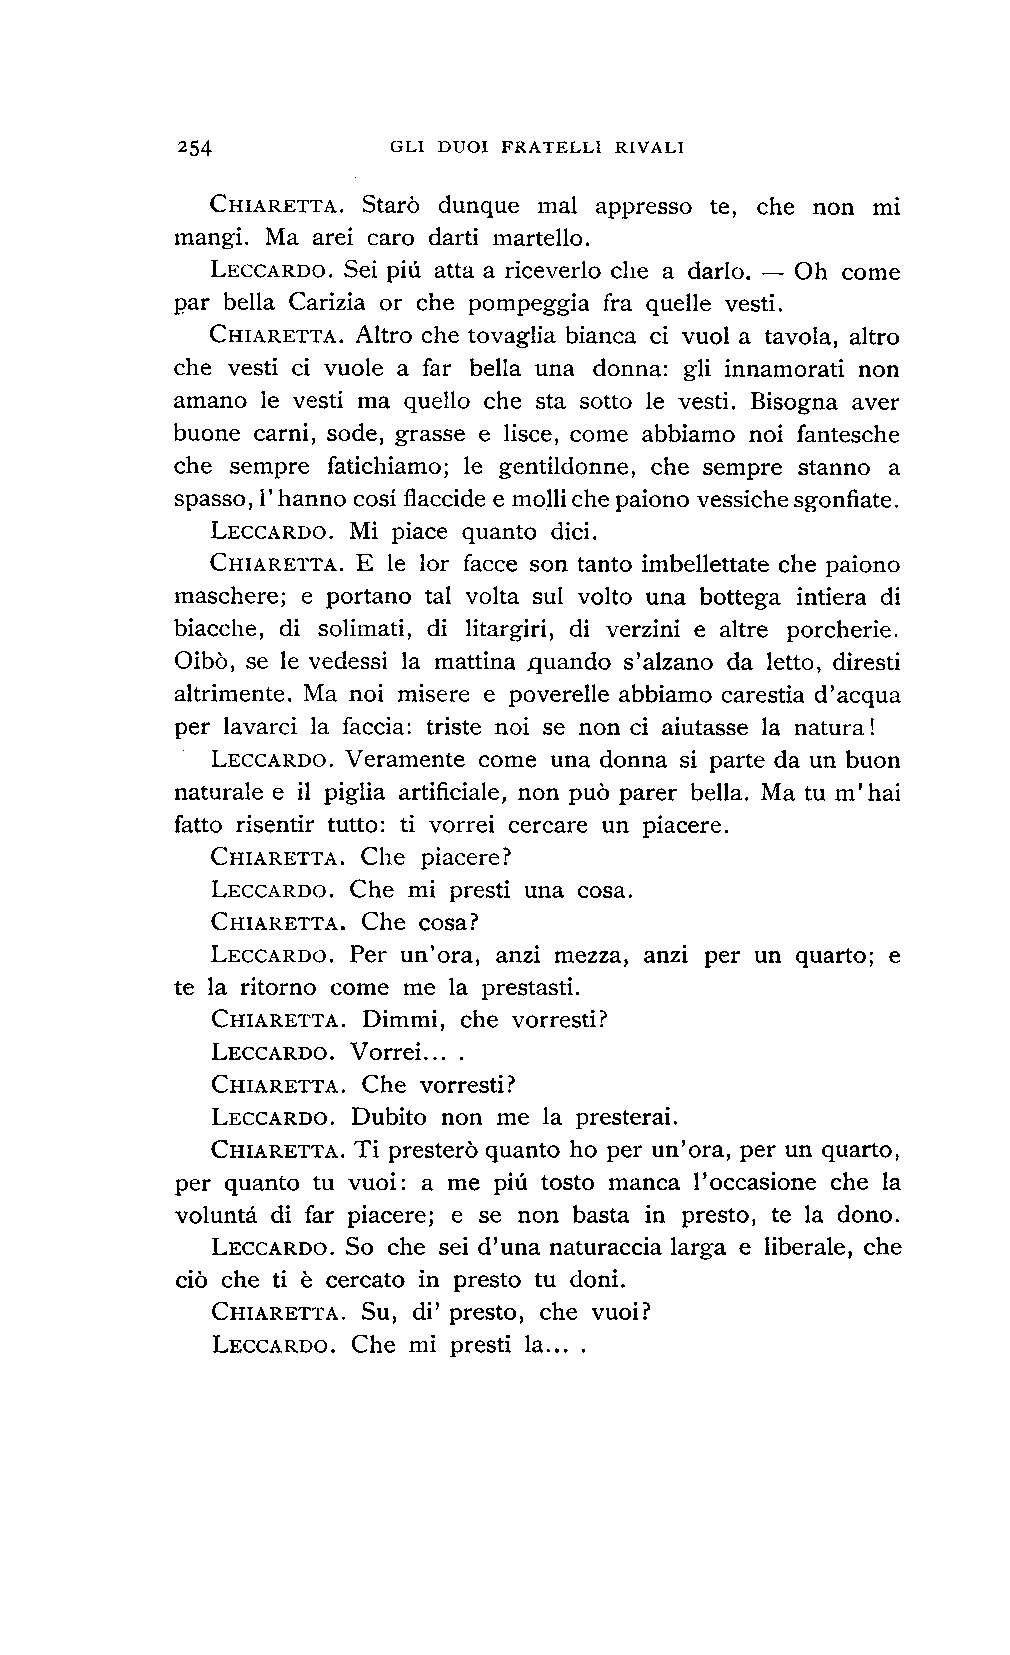 254 GLI DUOI FRATELLI RIVALI
CHIARETTA. Starò dunque mal appresso te, che non mi
mangi. Ma arei caro darti martello.
LECCARDO. Sei piú atta a riceverlo che a darlo. — Oh come
par bella Carizia or che pompeggia fra quelle vesti.
CHIARETTA. Altro che tovaglia bianca ci vuol a tavola, altro
che vesti ci vuole a far bella una donna: gli innamorati non
amano le vesti ma quello che sta sotto le vesti. Bisogna aver
buone carni, sode, grasse e lisce, come abbiamo noi fantesche
che sempre fatichiamo; le gentildonne, che sempre stanno a
spasso, l'hanno cosí flaccide e molli che paiono vessiche sgonfiate.
LECCARDO. Mi piace quanto dici.
CHIARETTA. E le lor facce son tanto imbellettate che paiono
maschere; e portano tal volta sul volto una bottega intiera di
biacche, di solimati, di litargiri, di verzini e altre porcherie.
Oibò, se le vedessi la mattina quando s'alzano da letto, diresti
altrimente. Ma noi misere e poverelle abbiamo carestia d'acqua
per lavarci la faccia: triste noi se non ci aiutasse la natura!
LECCARDO. Veramente come una donna si parte da un buon
naturale e il piglia artificiale, non può parer bella. Ma tu m'hai
fatto risentir tutto: ti vorrei cercare un piacere.
CHIARETTA. Che piacere?
LECCARDO. Che mi presti una cosa.
CHIARETTA. Che cosa?
LECCARDO. Per un'ora, anzi mezza, anzi per un quarto; e
te la ritorno come me la prestasti.
CHIARETTA. Dimmi, che vorresti?
LECCARDO. Vorrei... .
CHIARETTA. Che vorresti?
LECCARDO. Dubito non me la presterai.
CHIARETTA. Ti presterò quanto ho per un'ora, per un quarto,
per quanto tu vuoi: a me piú tosto manca l'occasione che la
voluntá di far piacere; e se non basta in presto, te la dono.
LECCARDO. So che sei d'una naturaccia larga e liberale, che
ciò che ti è cercato in presto tu doni.
CHIARETTA. Su, di' presto, che vuoi?
LECCARDO. Che mi presti la... .